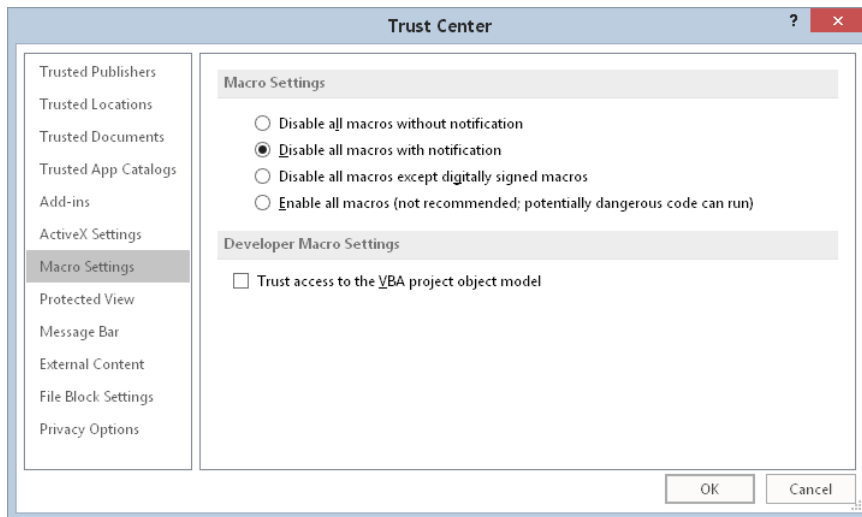 Trust Center
?
Trusted Publishers
Trusted Locations
Trusted Documents
Trusted App Catalogs
Add-ins
ActiveX Settings
Macro Settings
Protected View
Message Bar
External Content
File Block Settings
Privacy Options
Macro Settings
Disable all macros without notification
Disable all macros with notification
Disable all macros except digitally signed macros
Enable all macros (not recommended; potentially dangerous code can run)
Developer Macro Settings
Trust access to the VBA project object model
OK
Cancel